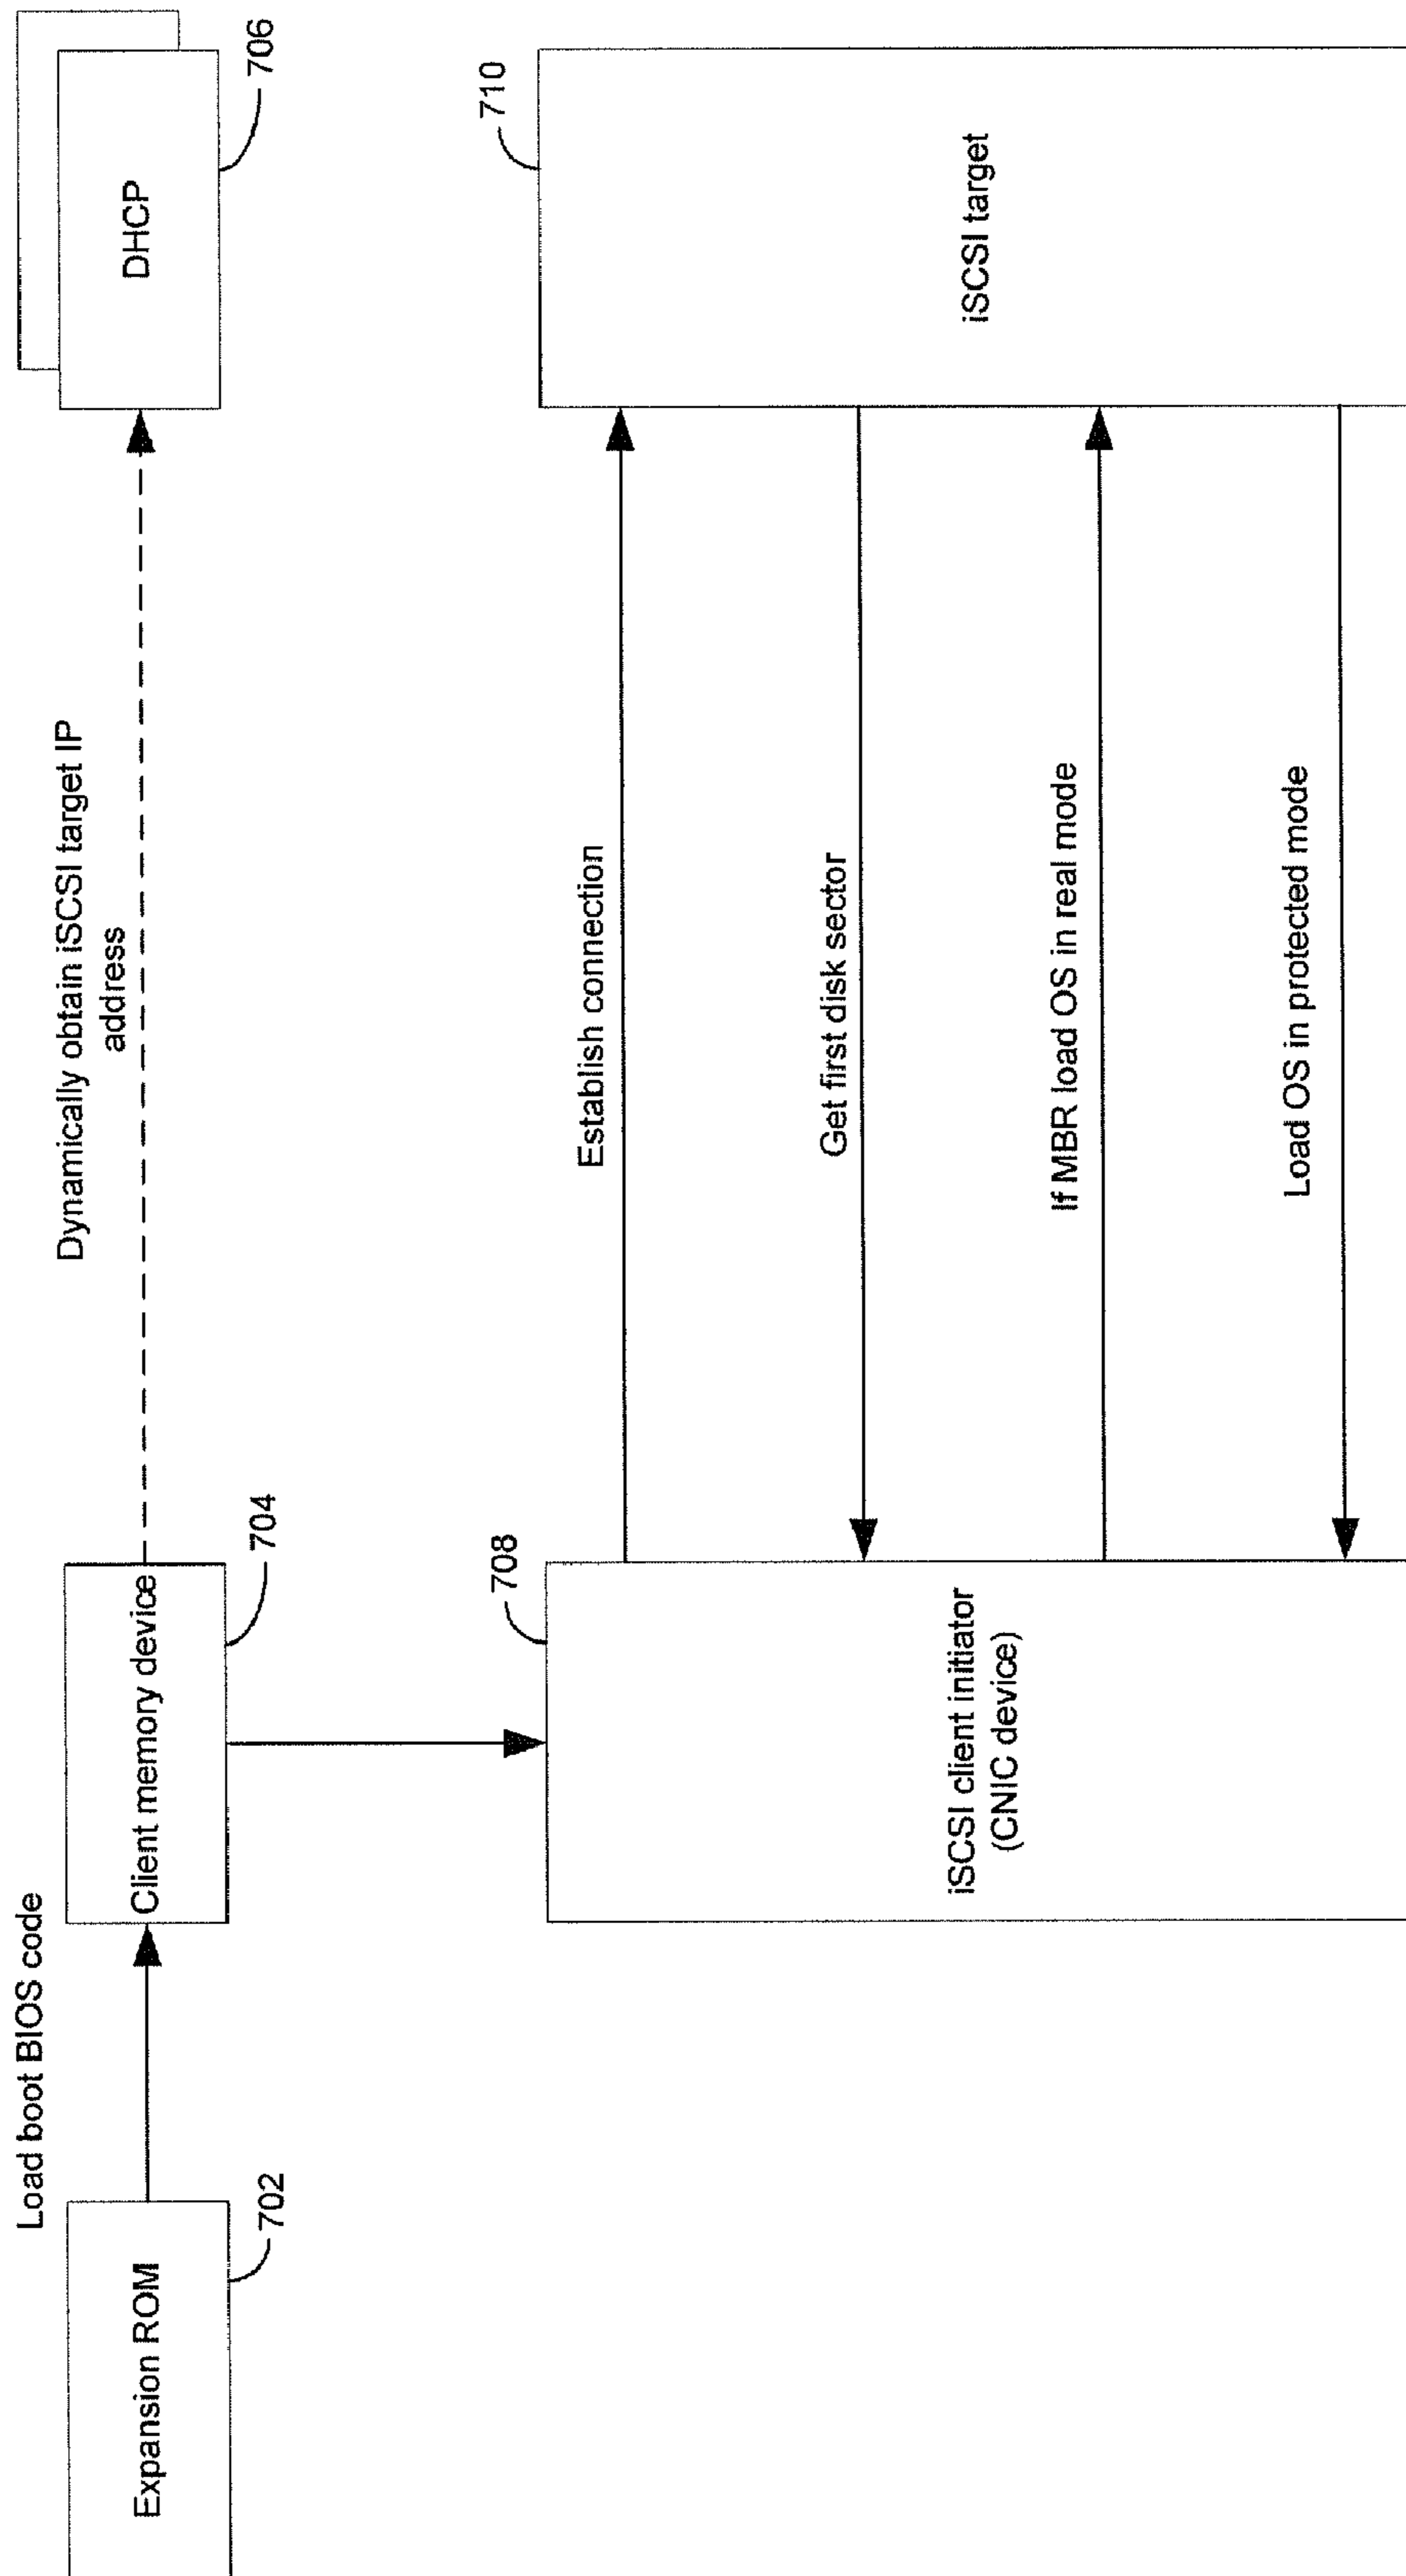 Load boot BIOS code
Expansion ROM
702
Client memory device
704
Dynamically obtain iSCSI target IP
address
DHCP
706
708
iSCSI client initiator
(CNIC device)
Establish connection
Get first disk sector
If MBR load OS in real mode
Load OS in protected mode
710
iSCSI target